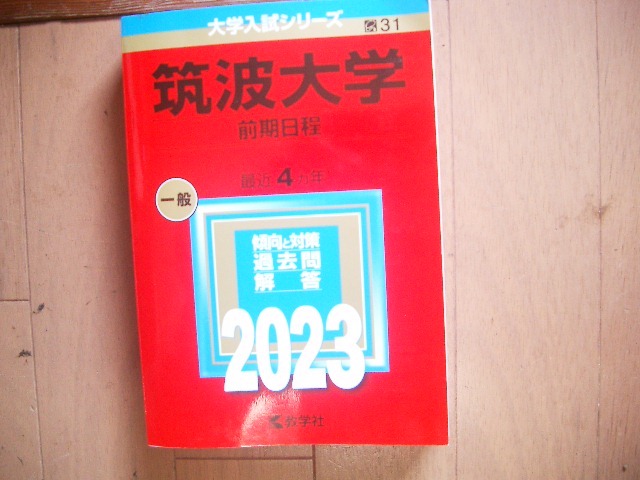 大学入試シリーズ 31
筑波大学
前期日程
最近4カ年
一般
傾向と対策
過去問
解答
2023
教学社